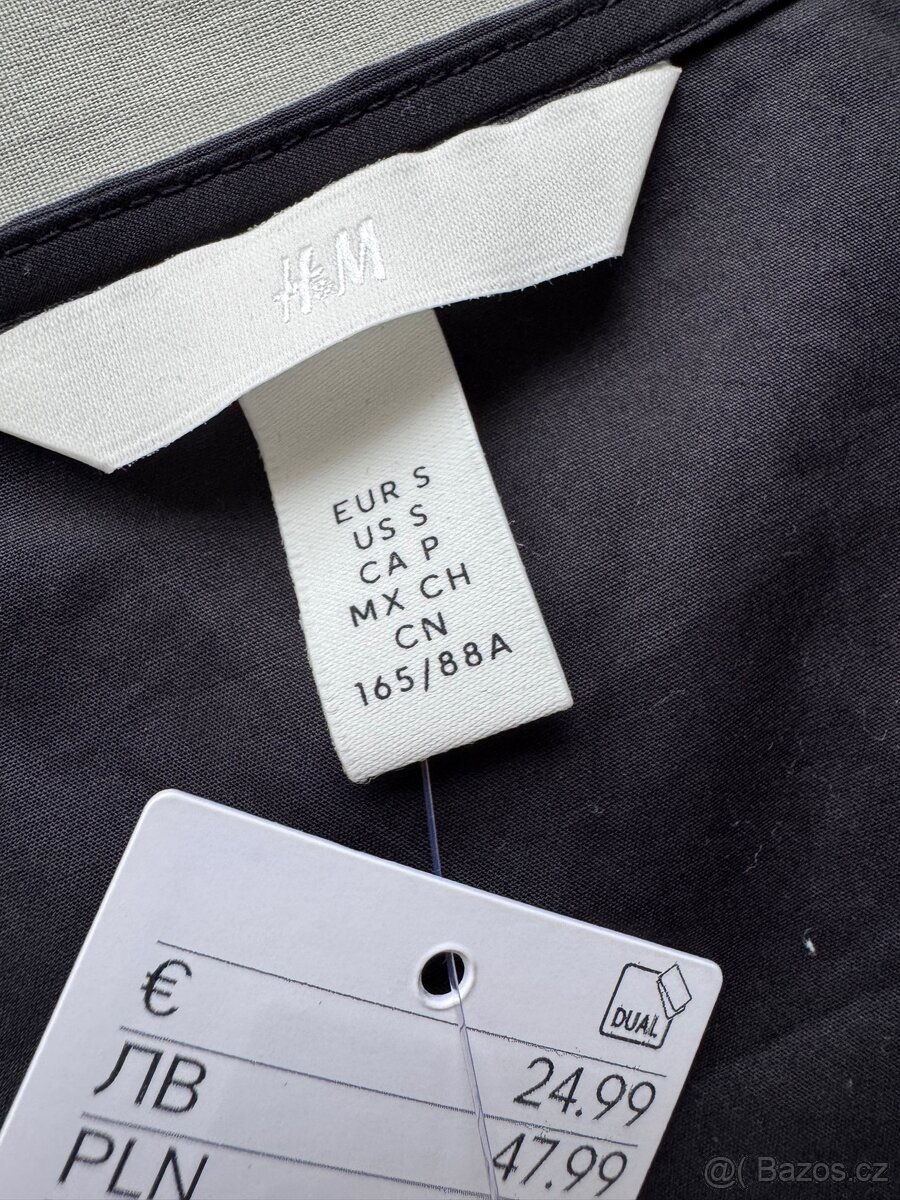 H&M
EUR S
US S
CA P
MX CH
CN
165/88A
DUAL
€ 24.99
ЛВ 47.99
PLN
@( Bazos.cz